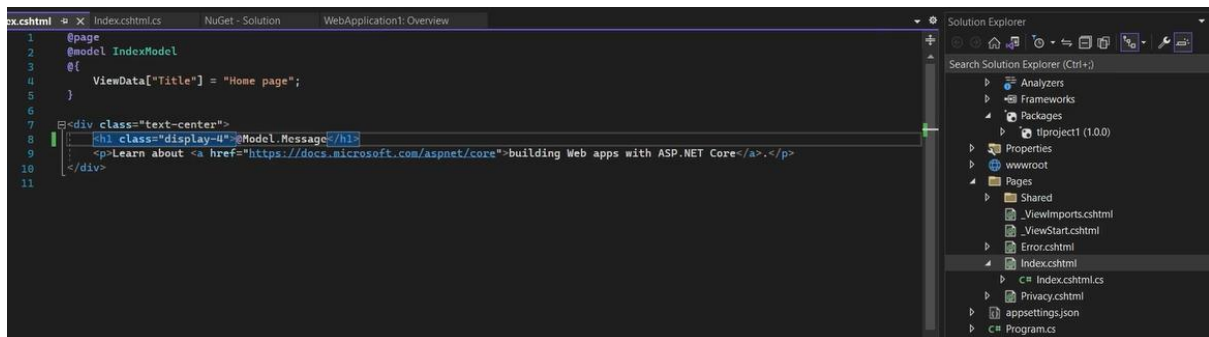 ex.cshtml Index.cshtml.cs NuGet - Solution WebApplication1: Overview
1 @page
2 @model IndexModel
3 @{
4 ViewData["Title"] = "Home page";
5 }
6
7 <div class="text-center">
8 <h1 class="display-4">@Model.Message</h1>
9 <p>Learn about <a href="https://docs.microsoft.com/aspnet/core">building Web apps with ASP.NET Core</a>.</p>
10 </div>
11
Solution Explorer
Search Solution Explorer (Ctrl+;)
Analyzers
Frameworks
Packages
tlproject1 (1.0.0)
Properties
wwwroot
Pages
Shared
_ViewImports.cshtml
_ViewStart.cshtml
Error.cshtml
Index.cshtml
C# Index.cshtml.cs
Privacy.cshtml
appsettings.json
C# Program.cs